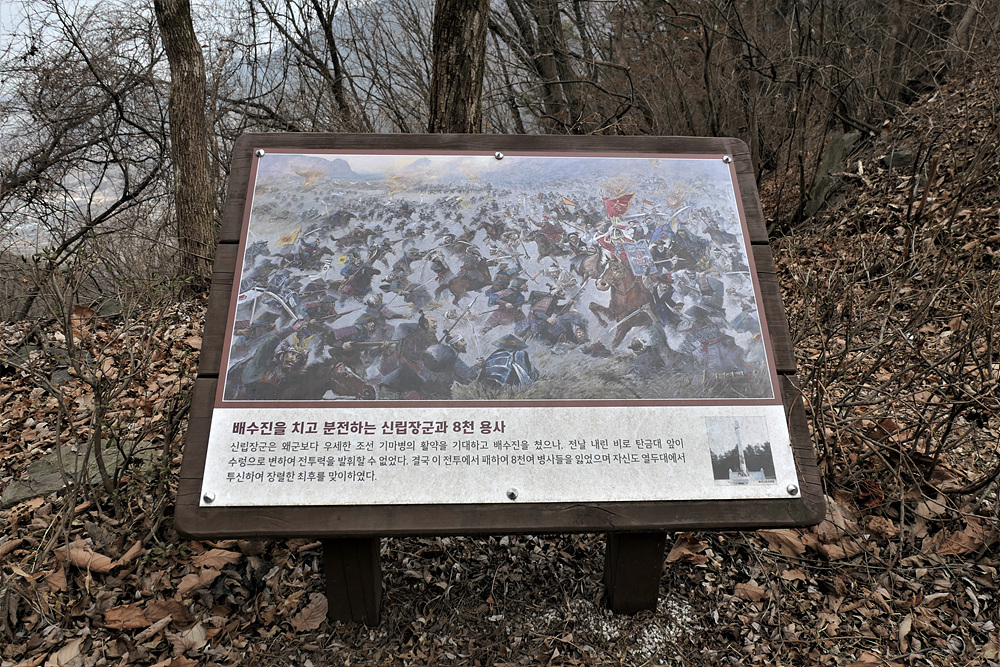 배수진을 치고 분전하는 신립장군과 8천 용사
신립장군은 왜군보다 우세한 조선 기마병의 활약을 기대하고 배수진을 쳤으나, 전날 내린 비로 탄금대 앞이
수렁으로 변하여 전투력을 발휘할 수 없었다. 결국 이 전투에서 패하여 8천여 병사들을 잃었으며 자신도 열두대에서
투신하여 장렬한 최후를 맞이하였다.